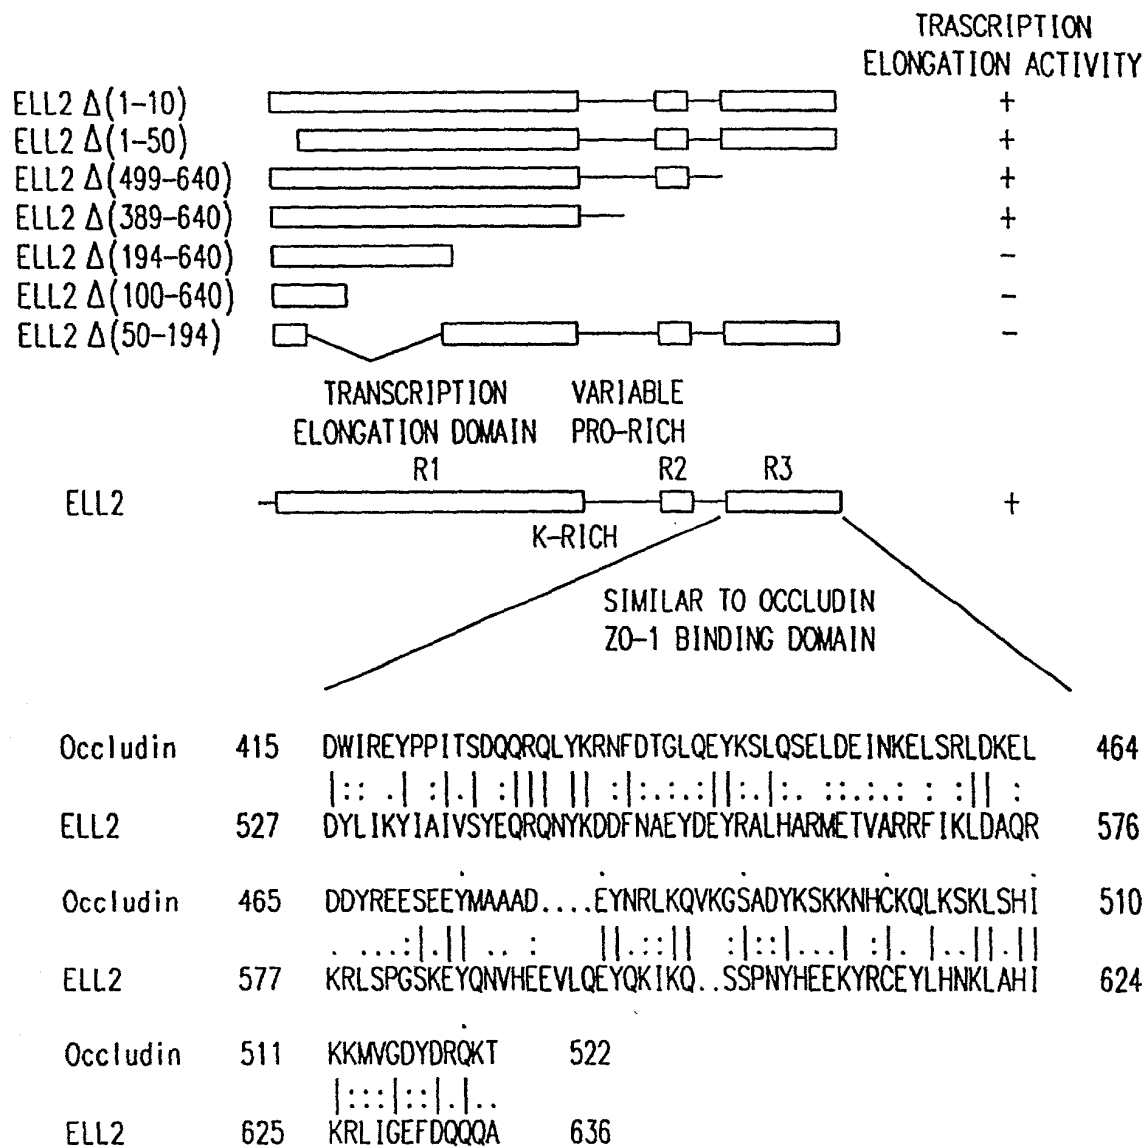 TRASCRIPTION
ELONGATION ACTIVITY
ELL2 Δ(1-10) +
ELL2 Δ(1-50) +
ELL2 Δ(499-640) +
ELL2 Δ(389-640) +
ELL2 Δ(194-640) -
ELL2 Δ(100-640) -
ELL2 Δ(50-194) -
TRANSCRIPTION VARIABLE
ELONGATION DOMAIN PRO-RICH
R1 R2 R3
ELL2 +
K-RICH
SIMILAR TO OCCLUDIN
ZO-1 BINDING DOMAIN
Occludin 415 DWIREYPPITSDQQRQLYKRNFDTGLQEYKSLQSELDEINKELSRLDKEL 464
ELL2 527 DYLIKYIAIVSYEQRQNYKDDFNAEYDEYRALHARMETVARRFIKLDAQR 576
Occludin 465 DDYREESEEYMAAAD....EYNRLKQVKGSADYKSKKNHCKQLKSKLSHI 510
ELL2 577 KRLSPGSKEYQNVHEEVLQEYQKIKQ..SSPNYHEEKYRCEYLHNKLAHI 624
Occludin 511 KKMVGDYDRQKT 522
ELL2 625 KRLIGEFDQQQA 636